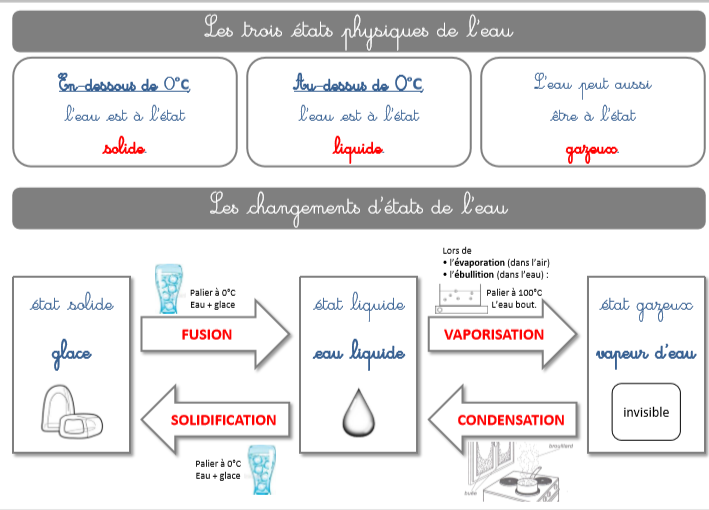 Les trois états physiques de l'eau
En-dessous de 0°C,
l'eau est à l'état
solide.
Au-dessus de 0°C,
l'eau est à l'état
liquide.
L'eau peut aussi
être à l'état
gazeux.
Les changements d'états de l'eau
état solide
glace
Palier à 0°C
Eau + glace
FUSION
SOLIDIFICATION
Palier à 0°C
Eau + glace
état liquide
eau liquide
Lors de
• l'évaporation (dans l'air)
• l'ébullition (dans l'eau) :
Palier à 100°C
L'eau bout.
VAPORISATION
CONDENSATION
brouillard
buée
état gazeux
vapeur d'eau
invisible